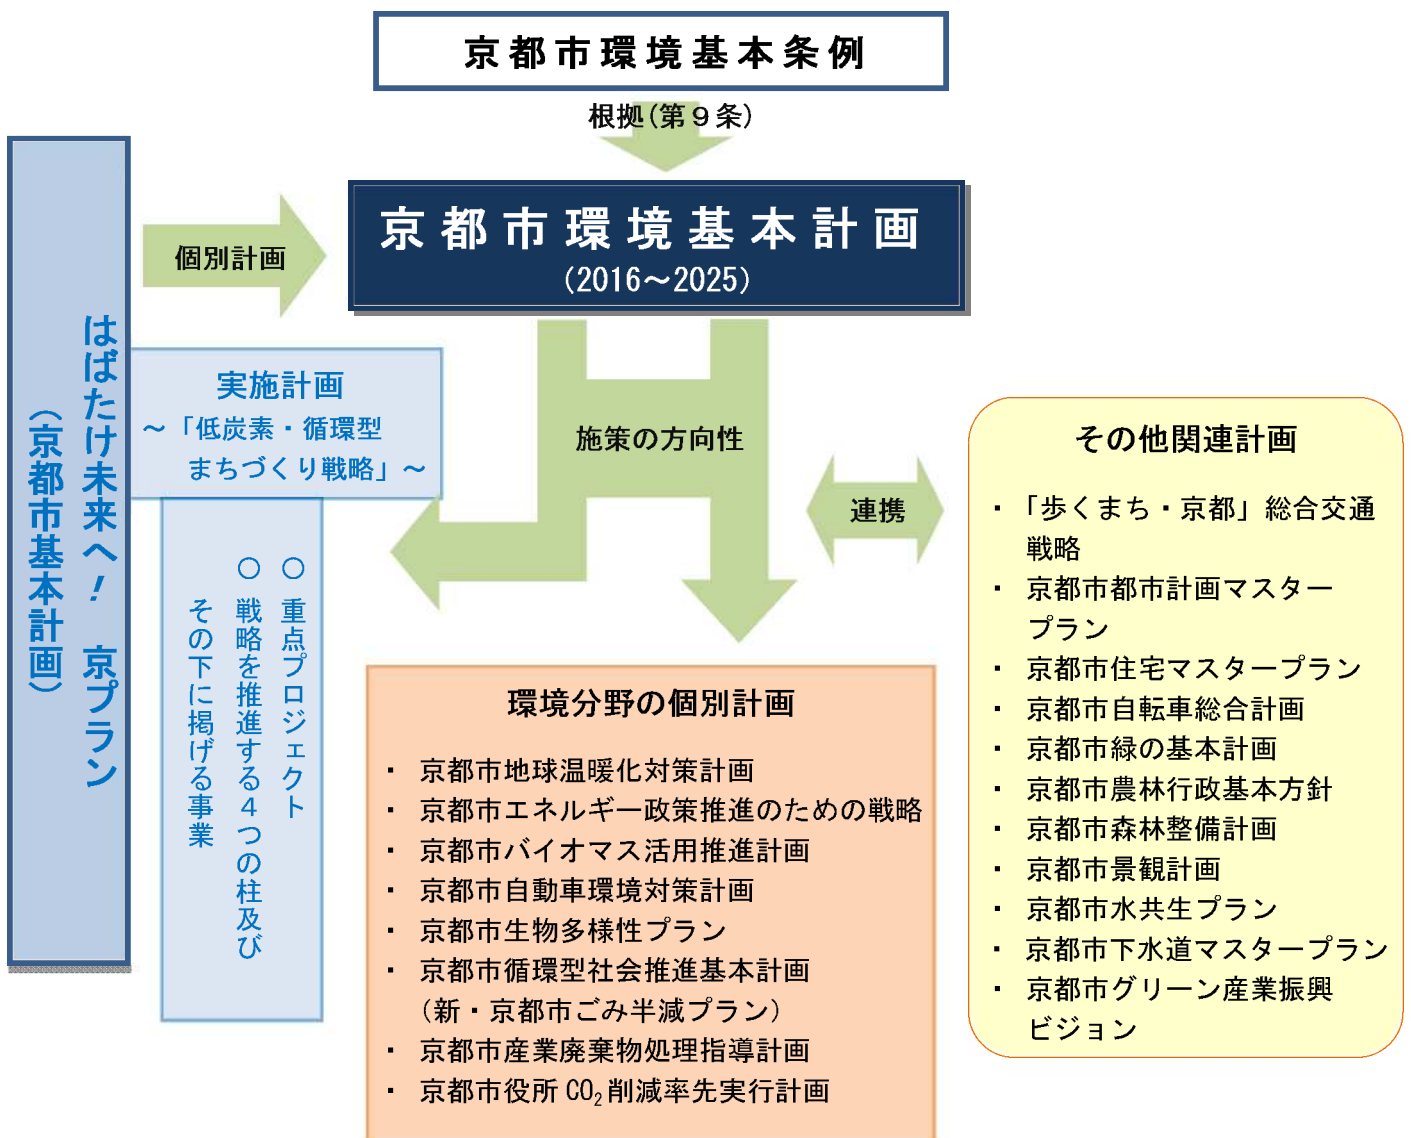 京都市環境基本条例
根拠(第９条)
京都市環境基本計画
(2016～2025)
個別計画
はばたけ未来へ！　京プラン
(京都市基本計画)
実施計画
～「低炭素・循環型
まちづくり戦略」～
○ 重点プロジェクト
○ 戦略を推進する４つの柱及び
その下に掲げる事業
施策の方向性
連携
環境分野の個別計画
・ 京都市地球温暖化対策計画
・ 京都市エネルギー政策推進のための戦略
・ 京都市バイオマス活用推進計画
・ 京都市自動車環境対策計画
・ 京都市生物多様性プラン
・ 京都市循環型社会推進基本計画
(新・京都市ごみ半減プラン)
・ 京都市産業廃棄物処理指導計画
・ 京都市役所CO₂削減率先実行計画
その他関連計画
・ 「歩くまち・京都」総合交通
戦略
・ 京都市都市計画マスター
プラン
・ 京都市住宅マスタープラン
・ 京都市自転車総合計画
・ 京都市緑の基本計画
・ 京都市農林行政基本方針
・ 京都市森林整備計画
・ 京都市景観計画
・ 京都市水共生プラン
・ 京都市下水道マスタープラン
・ 京都市グリーン産業振興
ビジョン